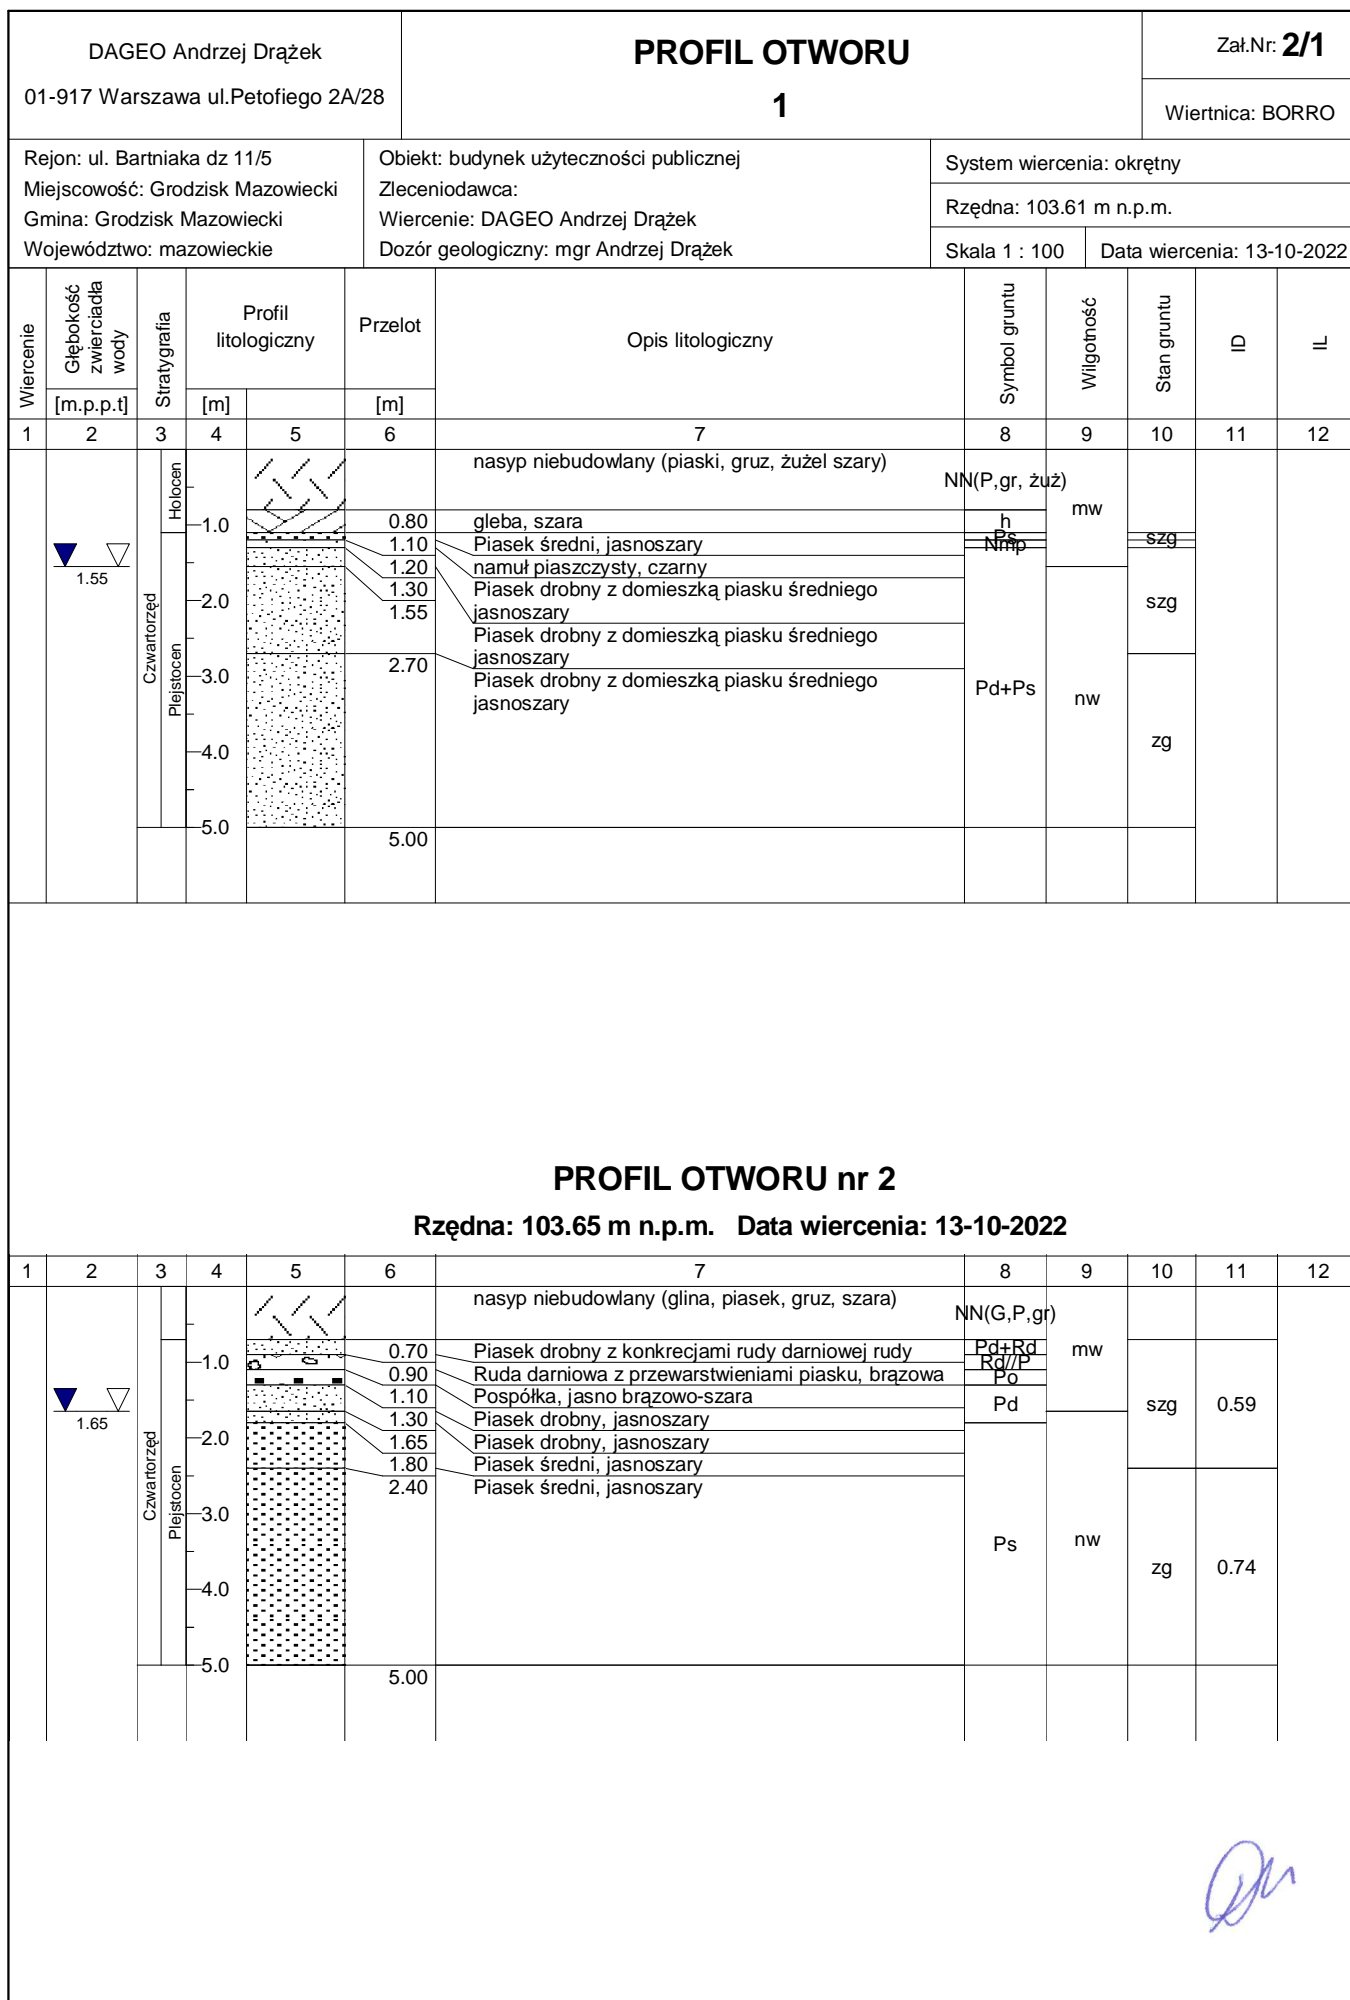 DAGEO Andrzej Drążek
01-917 Warszawa ul.Petofiego 2A/28
PROFIL OTWORU
1
Zał.Nr: 2/1
Wiertnica: BORRO
Rejon: ul. Bartniaka dz 11/5
Miejscowość: Grodzisk Mazowiecki
Gmina: Grodzisk Mazowiecki
Województwo: mazowieckie
Obiekt: budynek użyteczności publicznej
Zleceniodawca:
Wiercenie: DAGEO Andrzej Drążek
Dozór geologiczny: mgr Andrzej Drążek
System wiercenia: okrętny
Rzędna: 103.61 m n.p.m.
Skala 1 : 100 Data wiercenia: 13-10-2022
Wiercenie
Głębokość zwierciadła wody
[m.p.p.t]
Stratygrafia
Profil litologiczny
[m]
Przelot
[m]
Opis litologiczny
Symbol gruntu
Wilgotność
Stan gruntu
ID
IL
1 2 3 4 5 6 7 8 9 10 11 12
Holocen
Czwartorzęd
Plejstocen
1.55
1.0
2.0
3.0
4.0
5.0
nasyp niebudowlany (piaski, gruz, żużel szary)
0.80 gleba, szara
1.10 Piasek średni, jasnoszary
1.20 namuł piaszczysty, czarny
1.30 Piasek drobny z domieszką piasku średniego
1.55 jasnoszary
Piasek drobny z domieszką piasku średniego
jasnoszary
2.70 Piasek drobny z domieszką piasku średniego
jasnoszary
5.00
NN(P,gr, żuż)
h
Ps
Nmp
Pd+Ps
mw
nw
szg
szg
zg
PROFIL OTWORU nr 2
Rzędna: 103.65 m n.p.m. Data wiercenia: 13-10-2022
1 2 3 4 5 6 7 8 9 10 11 12
Czwartorzęd
Plejstocen
1.65
1.0
2.0
3.0
4.0
5.0
nasyp niebudowlany (glina, piasek, gruz, szara)
0.70 Piasek drobny z konkrecjami rudy darniowej rudy
0.90 Ruda darniowa z przewarstwieniami piasku, brązowa
1.10 Pospółka, jasno brązowo-szara
1.30 Piasek drobny, jasnoszary
1.65 Piasek drobny, jasnoszary
1.80 Piasek średni, jasnoszary
2.40 Piasek średni, jasnoszary
5.00
NN(G,P,gr)
Pd+Rd
Rd//P
Po
Pd
Ps
mw
nw
szg
zg
0.59
0.74